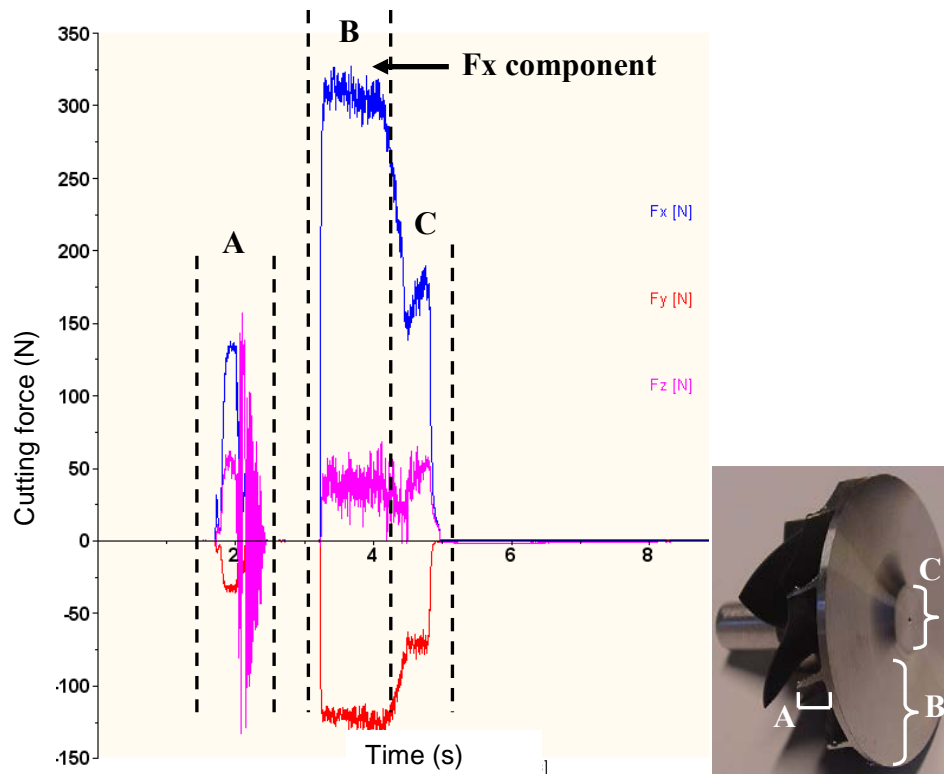 350
B
Fx component
300
250
Fx [N]
C
A
200
Fy [N]
150
Fz [N]
100
50
Cutting force (N)
0
2
4
6
8
-50
-100
-150
Time (s)
s]
C
B
A